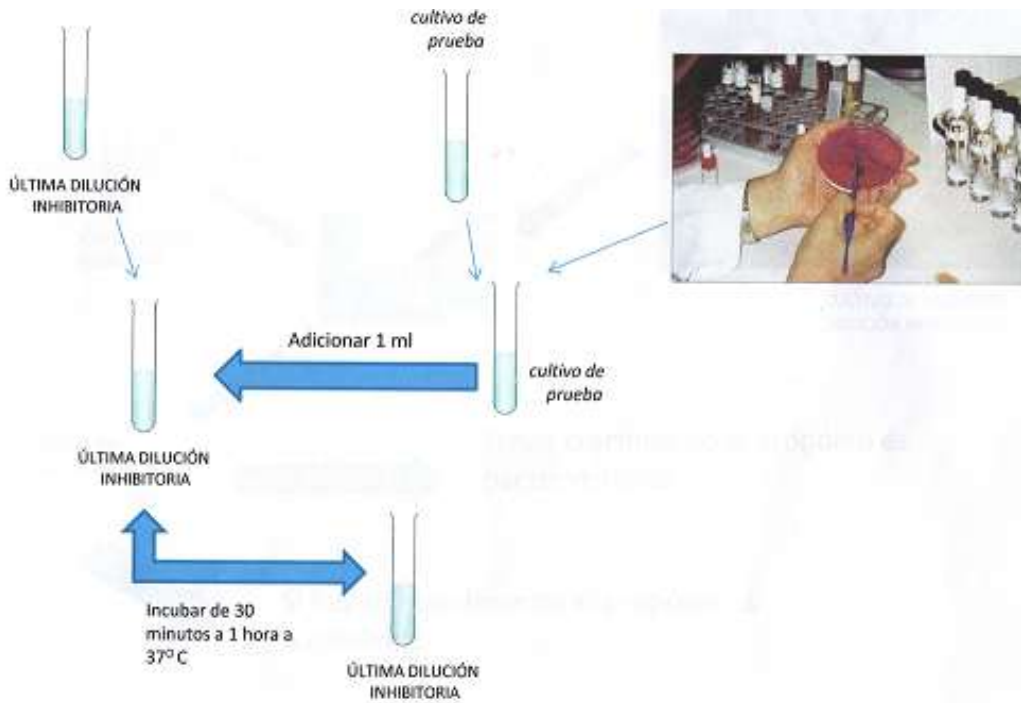 cultivo de
prueba
ÚLTIMA DILUCIÓN
INHIBITORIA
Adicionar 1 ml
cultivo de
prueba
ÚLTIMA DILUCIÓN
INHIBITORIA
Incubar de 30
minutos a 1 hora a
37º C
ÚLTIMA DILUCIÓN
INHIBITORIA